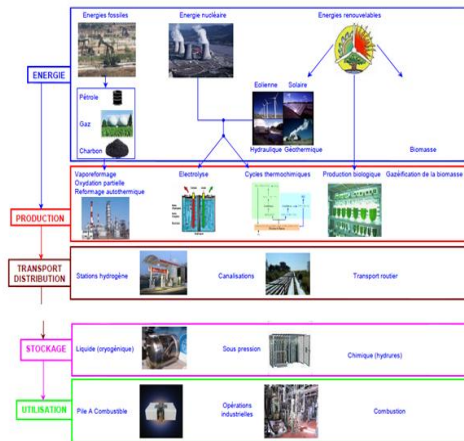 Energies fossiles
Energie nucléaire
Energies renouvelables
ENERGIE
Pétrole
Gaz
Charbon
Eolienne Solaire
Hydraulique Géothermique
Biomasse
Vaporeformage
Oxydation partielle
Reformage autothermique
Electrolyse
Cycles thermochimiques
Production biologique
Gazéification de la biomasse
PRODUCTION
TRANSPORT
DISTRIBUTION
Stations hydrogène
Canalisations
Transport routier
STOCKAGE
Liquide (cryogénique)
Sous pression
Chimique (hydrures)
UTILISATION
Pile A Combustible
Opérations
industrielles
Combustion